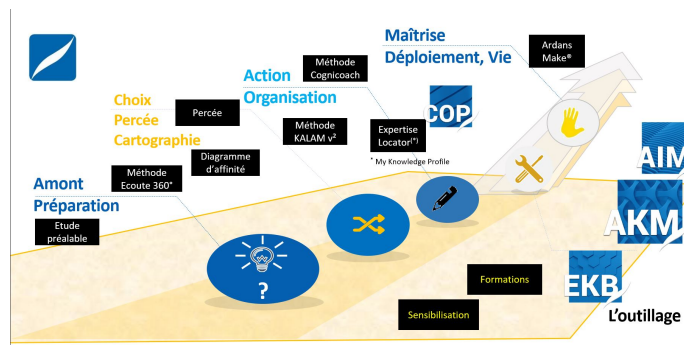 Maîtrise
Déploiement, Vie
Ardans
Make®
Méthode
Cognicoach
Action
Organisation
COP
Choix
Percée
Cartographie
Percée
Méthode
KALAM v²
Expertise
Locator(*)
* My Knowledge Profile
Diagramme
d'affinité
Méthode
Ecoute 360°
Amont
Préparation
Etude
préalable
?
AIM
AKM
EKB
Formations
Sensibilisation
L'outillage